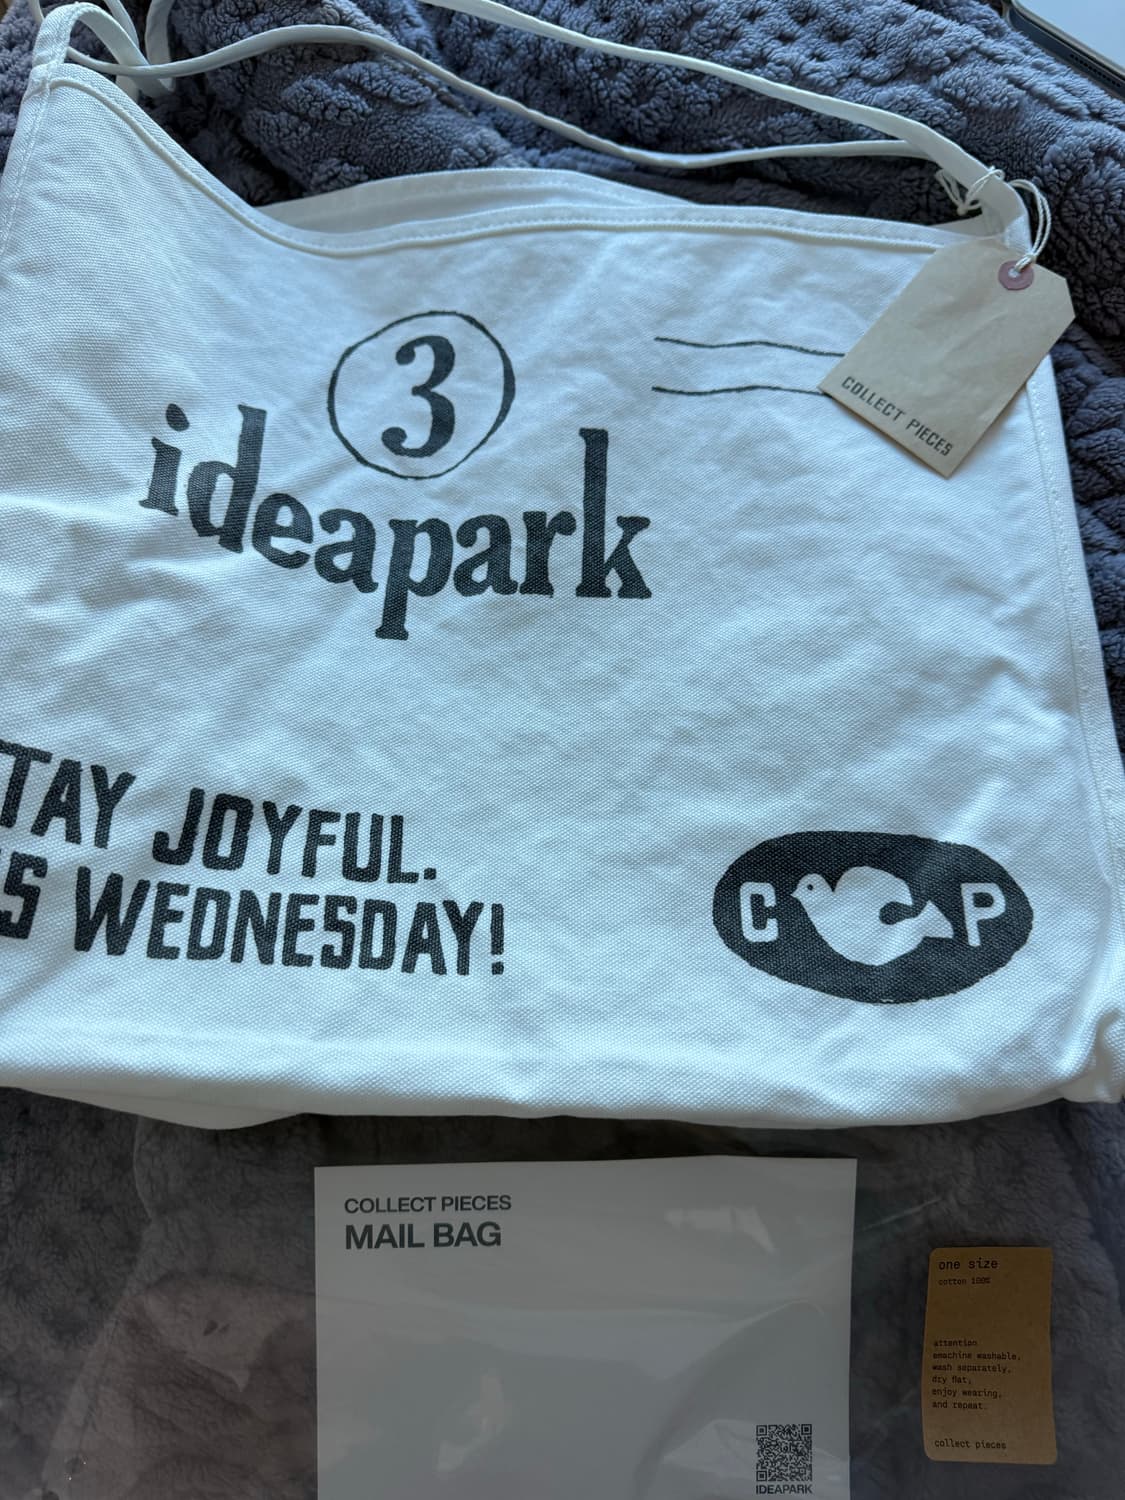 3
ideapark
COLLECT PIECES
TAY JOYFUL.
S WEDNESDAY!
C P
COLLECT PIECES
MAIL BAG
IDEAPARK
one size
cotton 100%
attention
emachine washable,
wash separately,
dry flat,
enjoy wearing,
and repeat.
collect pieces